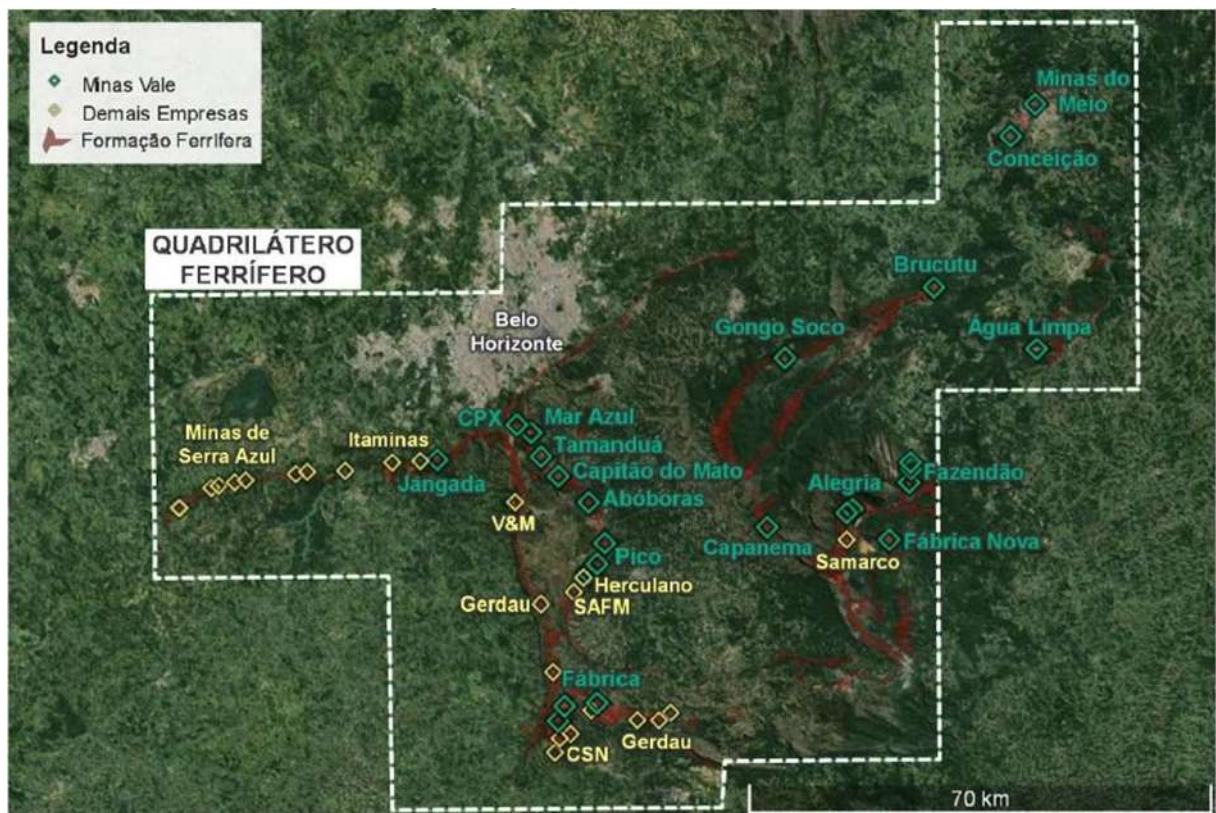 Legenda
Minas Vale
Demais Empresas
Formação Ferrífera
QUADRILÁTERO
FERRÍFERO
Minas do
Meio
Conceição
Brucutu
Belo
Horizonte
Gongo Soco
Água Limpa
CPX
Mar Azul
Minas de
Serra Azul
Itaminas
Tamanduá
Jangada
Capitão do Mato
Fazendão
Abóboras
Alegria
V&M
Capanema
Fábrica Nova
Pico
Samarco
Herculano
Gerdau
SAFM
Fábrica
CSN
Gerdau
70 km